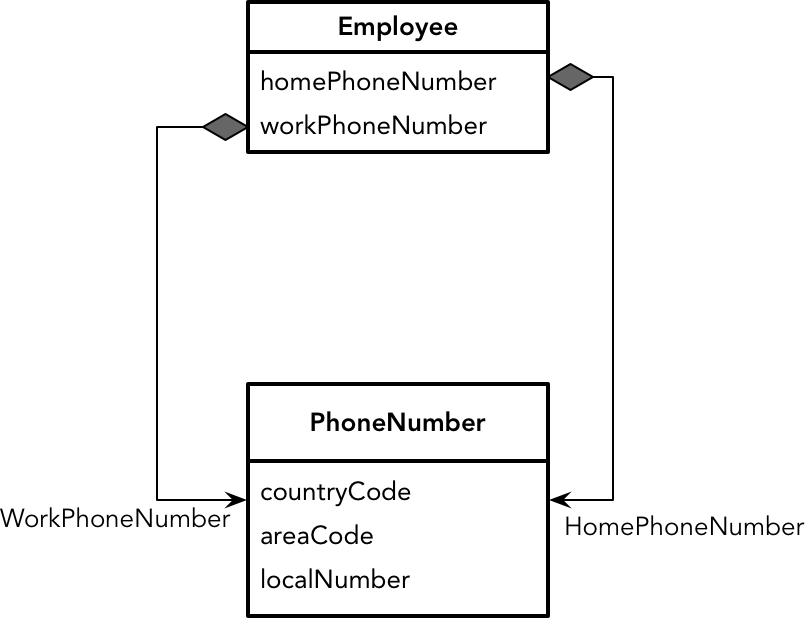 Employee
homePhoneNumber
workPhoneNumber
PhoneNumber
countryCode
WorkPhoneNumber
HomePhoneNumber
areaCode
localNumber